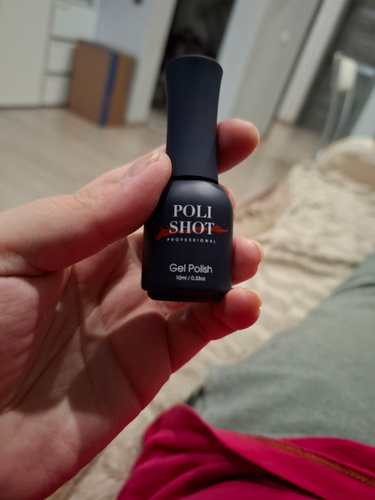 POLI
SHOT
PROFESSIONAL
Gel Polish
10ml / 0.33oz